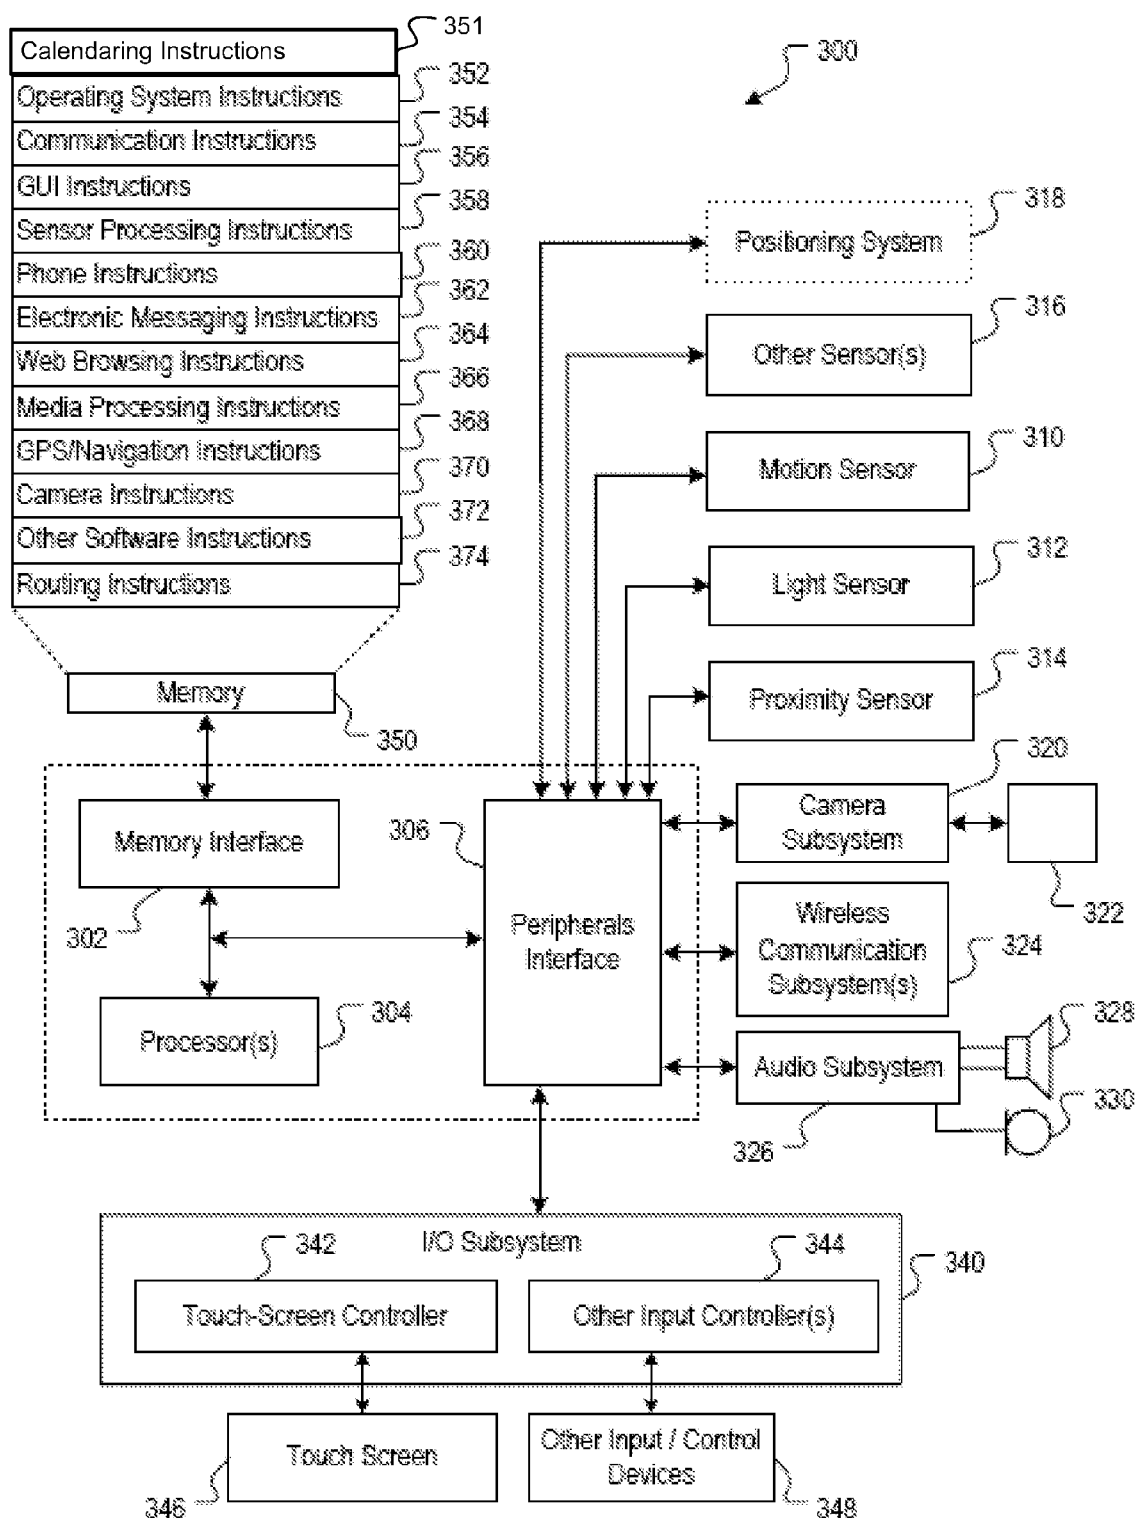 Calendaring Instructions
351
300
Operating System Instructions
352
Communication Instructions
354
GUI Instructions
356
Sensor Processing Instructions
358
Phone Instructions
360
Electronic Messaging Instructions
362
Web Browsing Instructions
364
Media Processing Instructions
366
GPS/Navigation Instructions
368
Camera Instructions
370
Other Software Instructions
372
Routing Instructions
374
Memory
350
Positioning System
318
Other Sensor(s)
316
Motion Sensor
310
Light Sensor
312
Proximity Sensor
314
Memory Interface
302
Processor(s)
304
306
Peripherals
Interface
Camera
Subsystem
320
322
Wireless
Communication
Subsystem(s)
324
Audio Subsystem
326
328
330
I/O Subsystem
340
342
Touch-Screen Controller
344
Other Input Controller(s)
Touch Screen
346
Other Input / Control
Devices
348